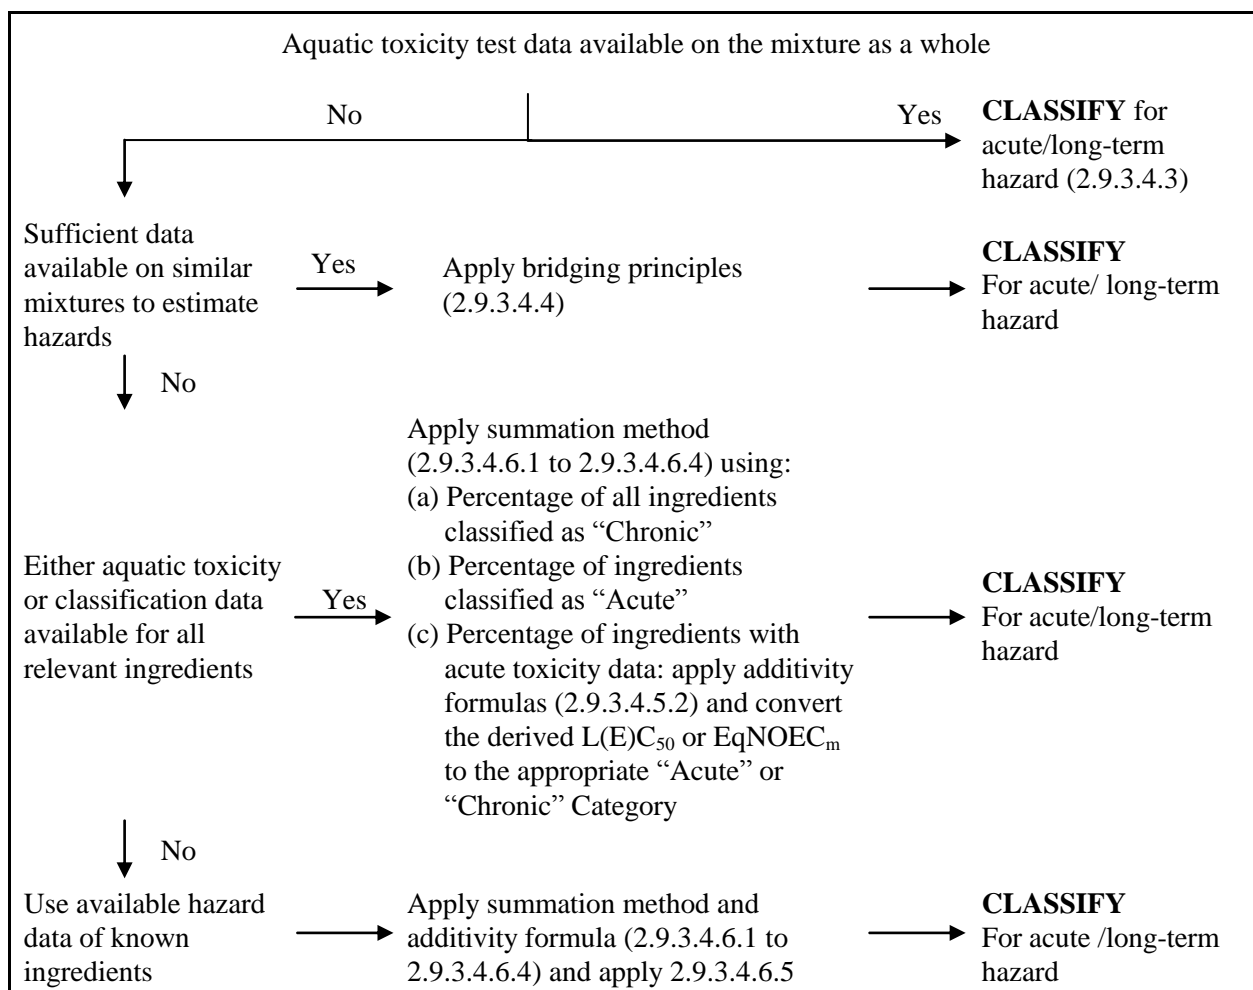 Aquatic toxicity test data available on the mixture as a whole
No
Yes
CLASSIFY for
acute/long-term
hazard (2.9.3.4.3)
Sufficient data
available on similar
mixtures to estimate
hazards
Yes
Apply bridging principles
(2.9.3.4.4)
CLASSIFY
For acute/ long-term
hazard
No
Either aquatic toxicity
or classification data
available for all
relevant ingredients
Yes
Apply summation method
(2.9.3.4.6.1 to 2.9.3.4.6.4) using:
(a) Percentage of all ingredients
classified as “Chronic”
(b) Percentage of ingredients
classified as “Acute”
(c) Percentage of ingredients with
acute toxicity data: apply additivity
formulas (2.9.3.4.5.2) and convert
the derived L(E)C50 or EqNOECm
to the appropriate “Acute” or
“Chronic” Category
CLASSIFY
For acute/long-term
hazard
No
Use available hazard
data of known
ingredients
Apply summation method and
additivity formula (2.9.3.4.6.1 to
2.9.3.4.6.4) and apply 2.9.3.4.6.5
CLASSIFY
For acute /long-term
hazard